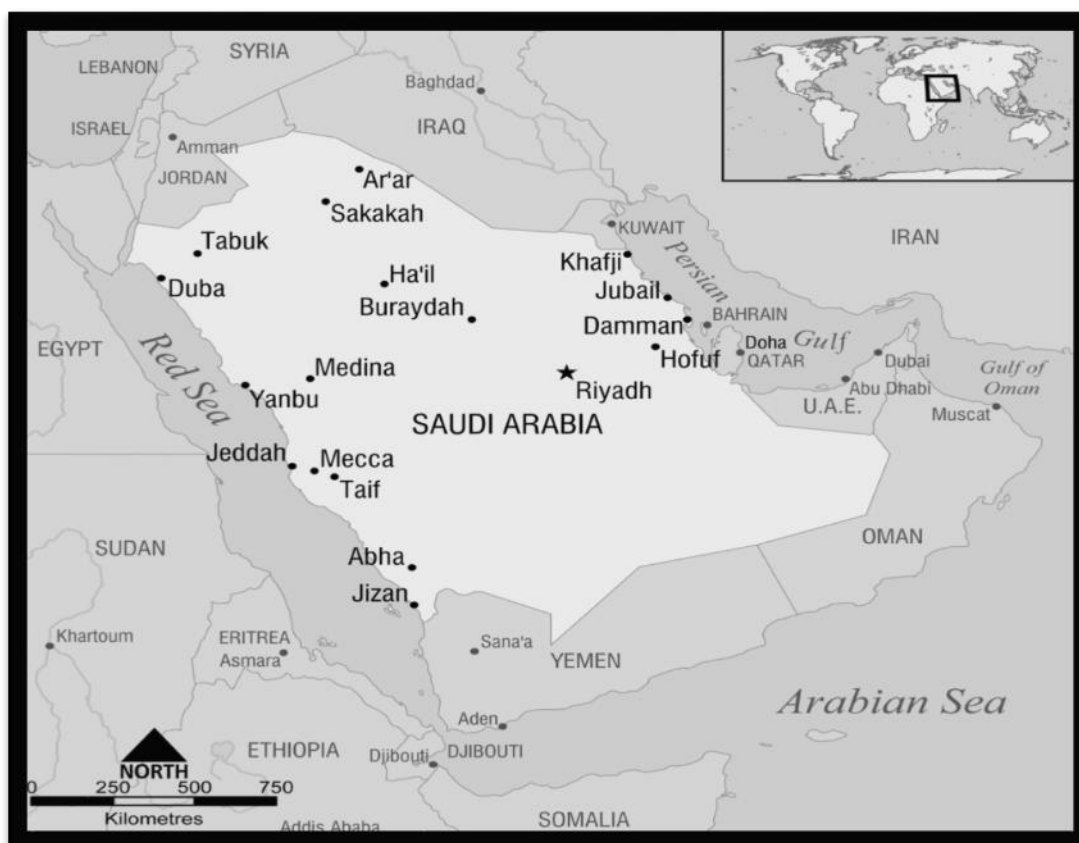 SYRIA
LEBANON
Baghdad
ISRAEL
IRAQ
Amman
JORDAN
Ar'ar
Sakakah
KUWAIT
IRAN
Tabuk
Khafji
Persian
Gulf
Ha'il
Duba
Jubail
Buraydah
BAHRAIN
Damman
EGYPT
Red Sea
Doha
Hofuf
QATAR
Dubai
Gulf of
Oman
Medina
Riyadh
Abu Dhabi
Yanbu
U.A.E.
Muscat
SAUDI ARABIA
Jeddah
Mecca
Taif
OMAN
SUDAN
Abha
Jizan
Khartoum
ERITREA
Asmara
Sana'a
YEMEN
Arabian Sea
Aden
ETHIOPIA
Djibouti
DJIBOUTI
NORTH
0 250 500 750
Kilometres
SOMALIA
Addis Ababa